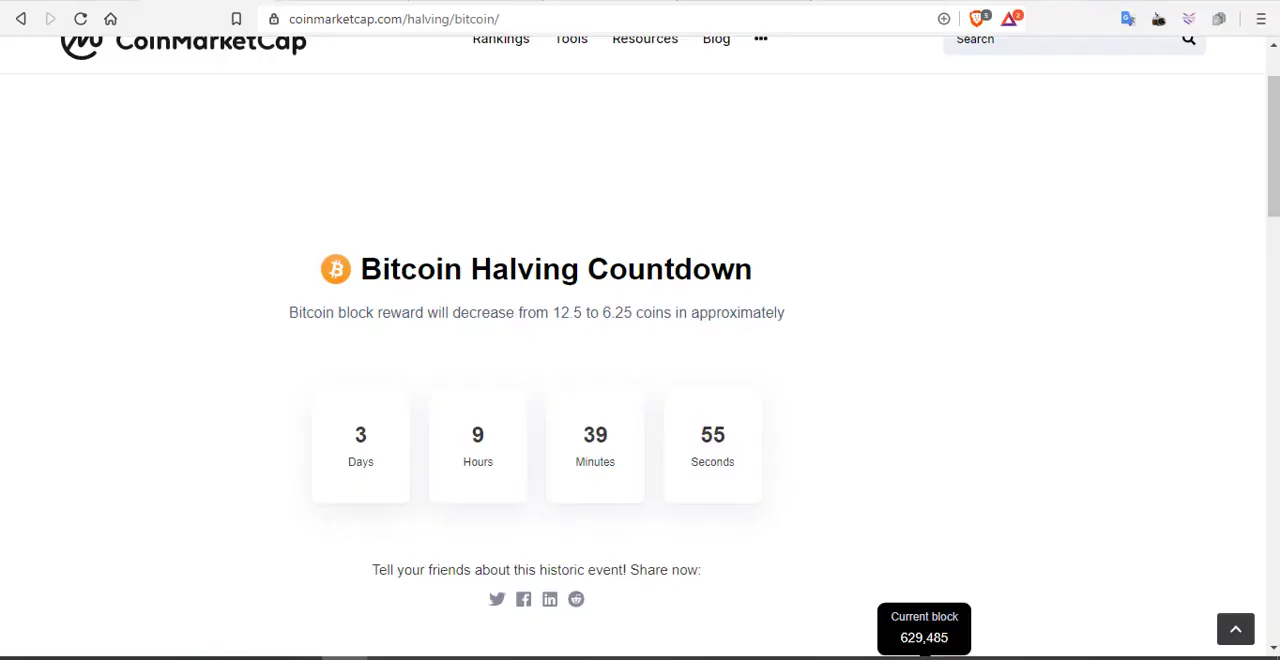 coinmarketcap.com/halving/bitcoin/
5
2
CoinMarketCap
Rankings
Tools
Resources
Blog
Search
Bitcoin Halving Countdown
Bitcoin block reward will decrease from 12.5 to 6.25 coins in approximately
3
9
39
55
Days
Hours
Minutes
Seconds
Tell your friends about this historic event! Share now:
Current block
629,485